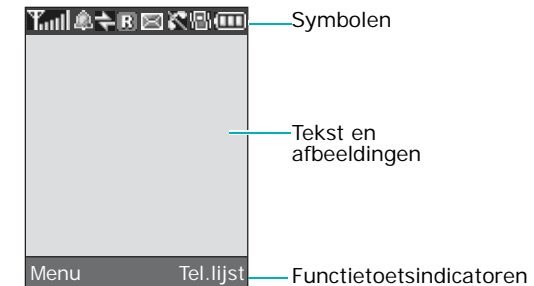 R
Symbolen
Tekst en
afbeeldingen
Menu Tel.lijst
Functietoetsindicatoren